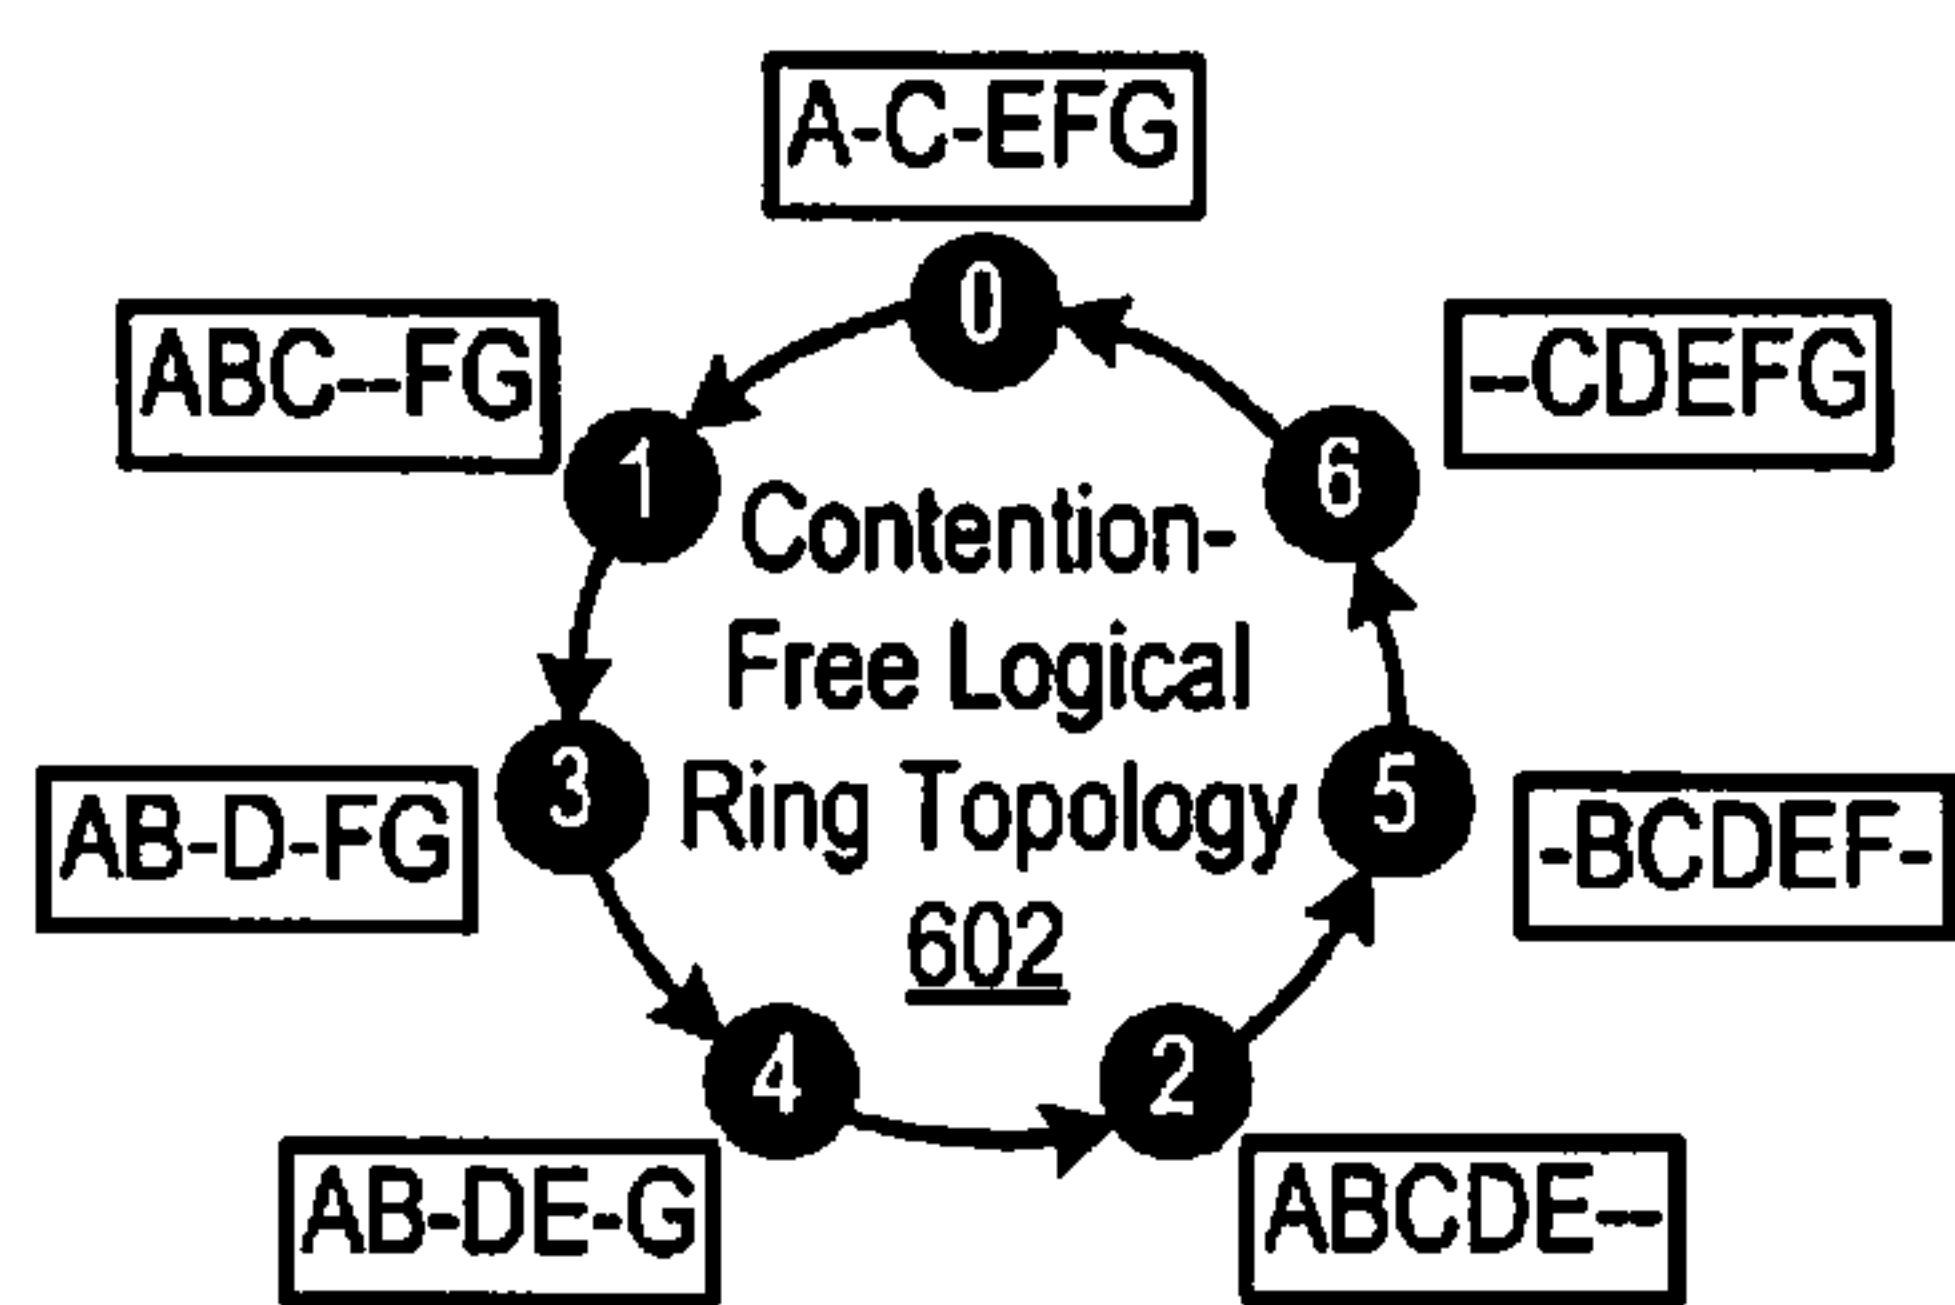 A-C-EFG
0
ABC--FG
--CDEFG
1
6
Contention-
Free Logical
Ring Topology
602
3
5
AB-D-FG
-BCDEF-
4
2
AB-DE-G
ABCDE--